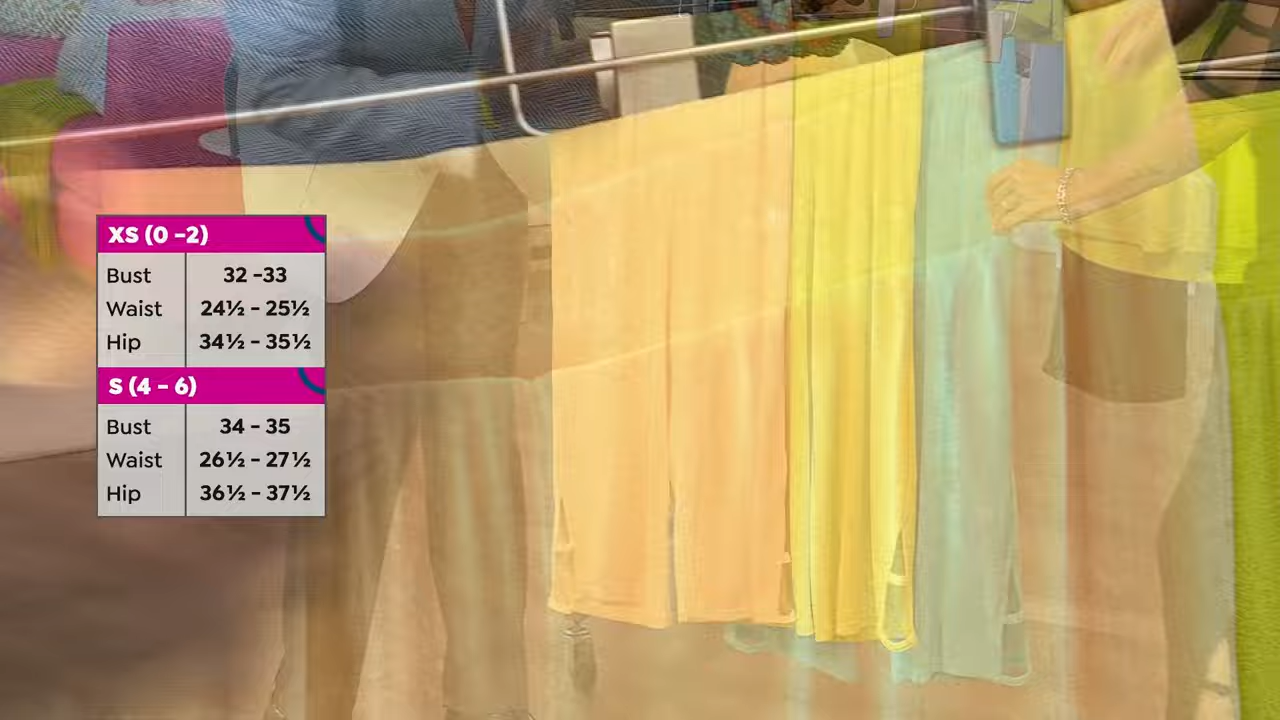 XS (0 –2)
Bust 32 –33
Waist 24½ – 25½
Hip 34½ – 35½
S (4 – 6)
Bust 34 – 35
Waist 26½ – 27½
Hip 36½ – 37½